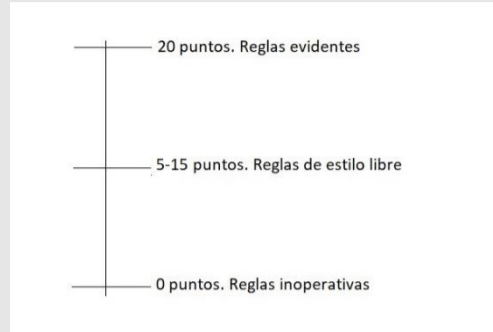 20 puntos. Reglas evidentes
5-15 puntos. Reglas de estilo libre
0 puntos. Reglas inoperativas